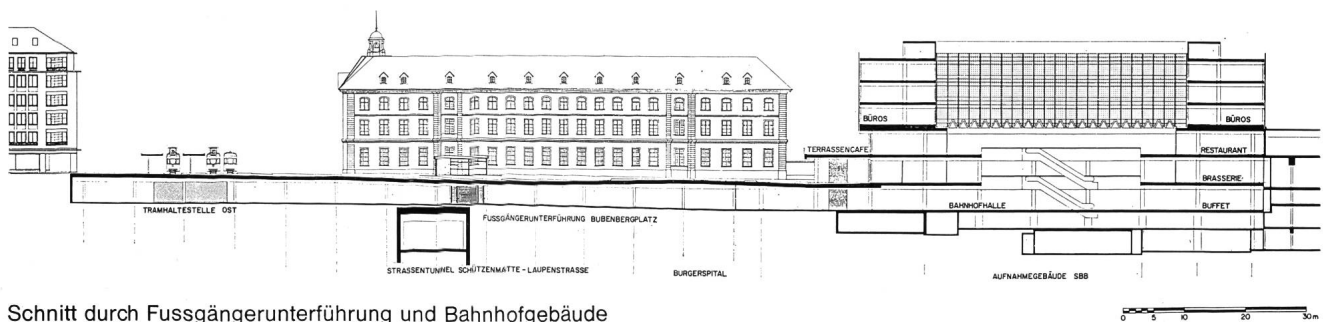 BÜROS BÜROS
TERRASSENCAFE RESTAURANT
BRASSERIE
TRAMHALTESTELLE OST BAHNHOFHALLE BUFFET
FUSSGÄNGERUNTERFÜHRUNG BUBENBERGPLATZ
STRASSENTUNNEL SCHÜTZENMATTE - LAUPENSTRASSE BURGERSPITAL AUFNAHMEGEBÄUDE SBB
Schnitt durch Fussgängerunterführung und Bahnhofgebäude
0 5 10 20 30m